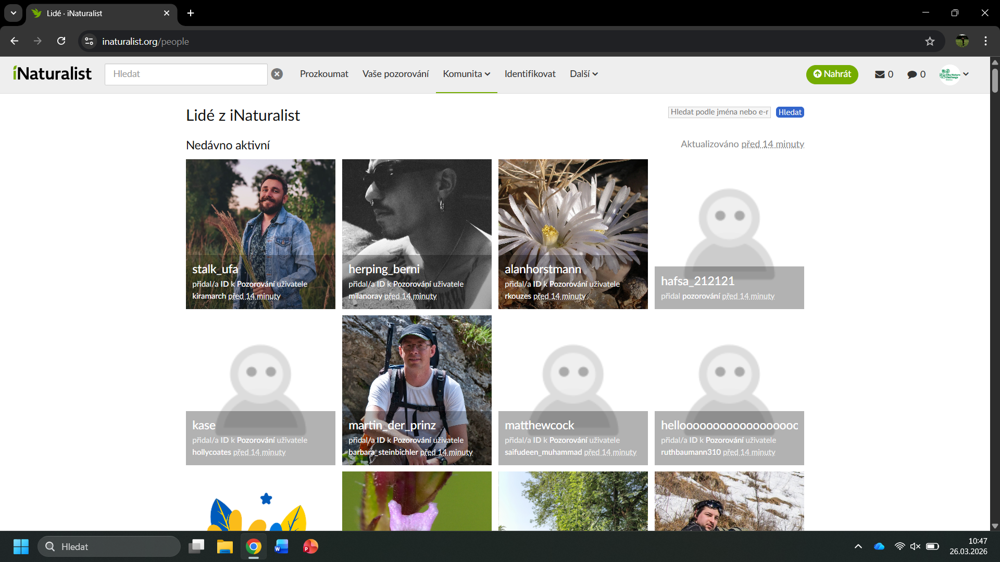 Lidé · iNaturalist
inaturalist.org/people
iNaturalist
Hledat
Prozkoumat
Vaše pozorování
Komunita
Identifikovat
Další
Nahrát
0
0
Lidé z iNaturalist
Hledat podle jména nebo e-r
Hledat
Nedávno aktivní
Aktualizováno před 14 minuty
stalk_ufa
přidal/a ID k Pozorování uživatele
kiramarch před 14 minuty
herping_berni
přidal/a ID k Pozorování uživatele
milanoray před 14 minuty
alanhorstmann
přidal/a ID k Pozorování uživatele
rkouzes před 14 minuty
hafsa_212121
přidal pozorování před 14 minuty
kase
přidal/a ID k Pozorování uživatele
hollycoates před 14 minuty
martin_der_prinz
přidal/a ID k Pozorování uživatele
barbara_steinbichler před 14 minuty
matthewcock
přidal/a ID k Pozorování uživatele
saifudeen_muhammad před 14 minuty
přidal/a ID k Pozorování uživatele
ruthbaumann310 před 14 minuty
Hledat
10:47
26.03.2026